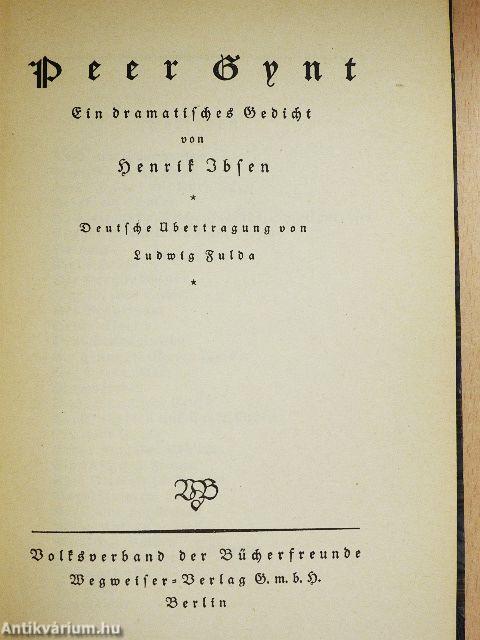 Peer Gynt
Ein dramatiſches Gedicht
von
Henrik Ibſen
*
Deutſche Übertragung von
Ludwig Fulda
*
VB
Volksverband der Bücherfreunde
Wegweiſer-Verlag G.m.b.H.
Berlin
Antikvárium.hu